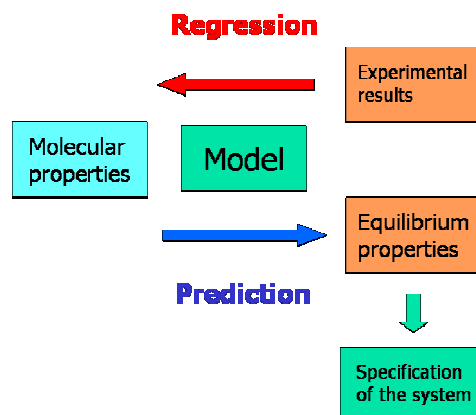 Regression
Experimental
results
Molecular
properties
Model
Equilibrium
properties
Prediction
Specification
of the system